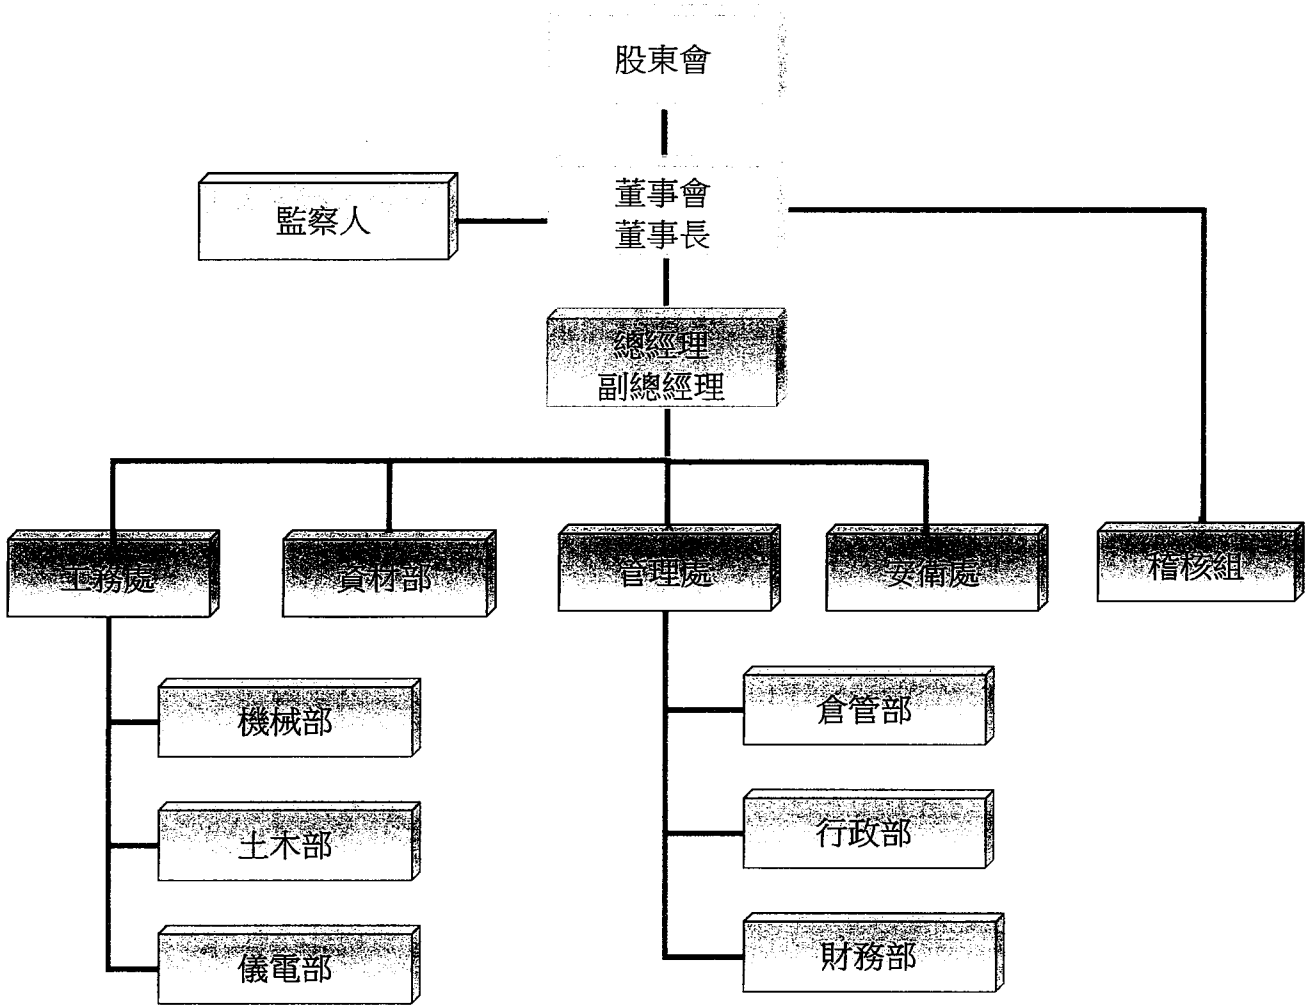 股東會
董事會
董事長
監察人
總經理
副總經理
工務處
資材部
管理處
安衛處
稽核組
機械部
土木部
儀電部
倉管部
行政部
財務部